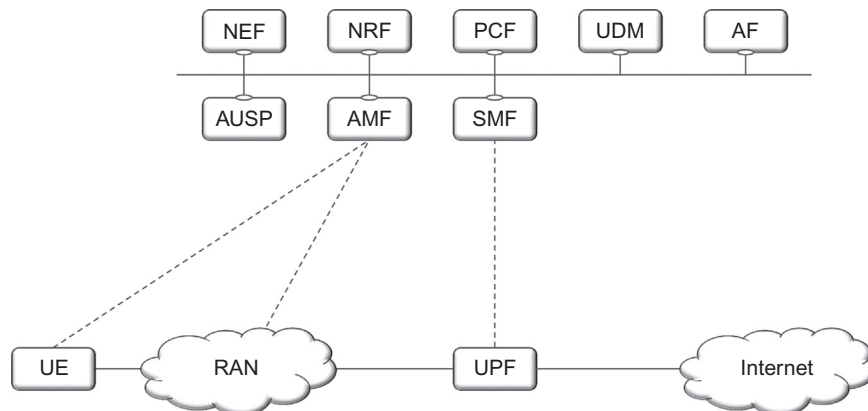 NEF NRF PCF UDM AF
AUSP AMF SMF
UE RAN UPF Internet